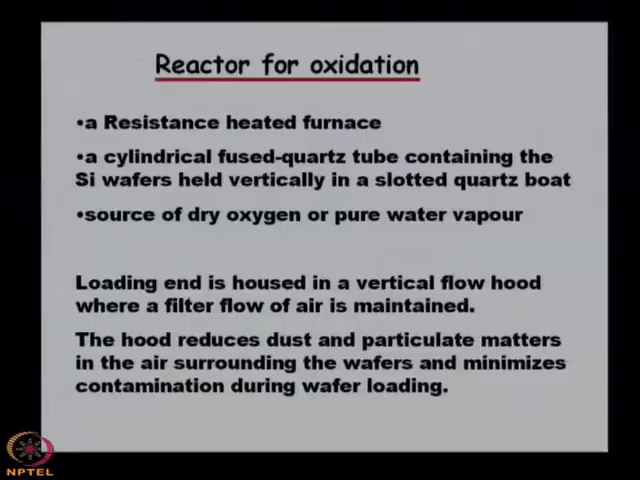 Reactor for oxidation
•a Resistance heated furnace
•a cylindrical fused-quartz tube containing the
Si wafers held vertically in a slotted quartz boat
•source of dry oxygen or pure water vapour
Loading end is housed in a vertical flow hood
where a filter flow of air is maintained.
The hood reduces dust and particulate matters
in the air surrounding the wafers and minimizes
contamination during wafer loading.
NPTEL